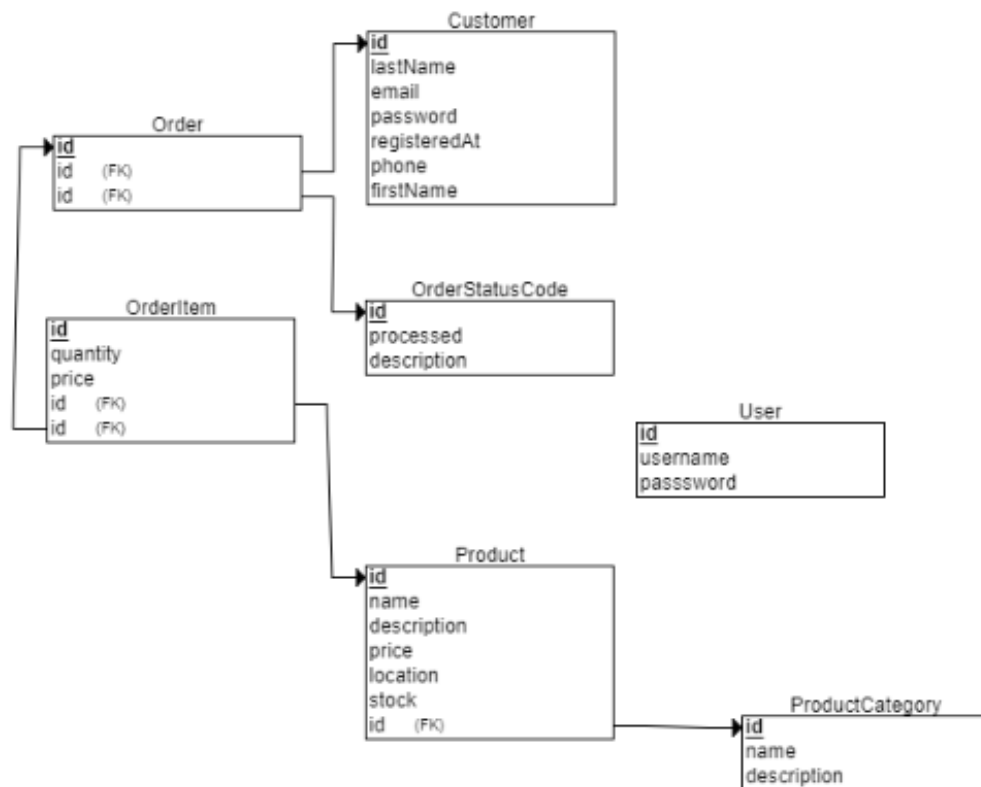 Customer
id
lastName
email
password
registeredAt
phone
firstName
Order
id
id (FK)
id (FK)
OrderStatusCode
id
processed
description
OrderItem
id
quantity
price
id (FK)
id (FK)
User
id
username
passsword
Product
id
name
description
price
location
stock
id (FK)
ProductCategory
id
name
description